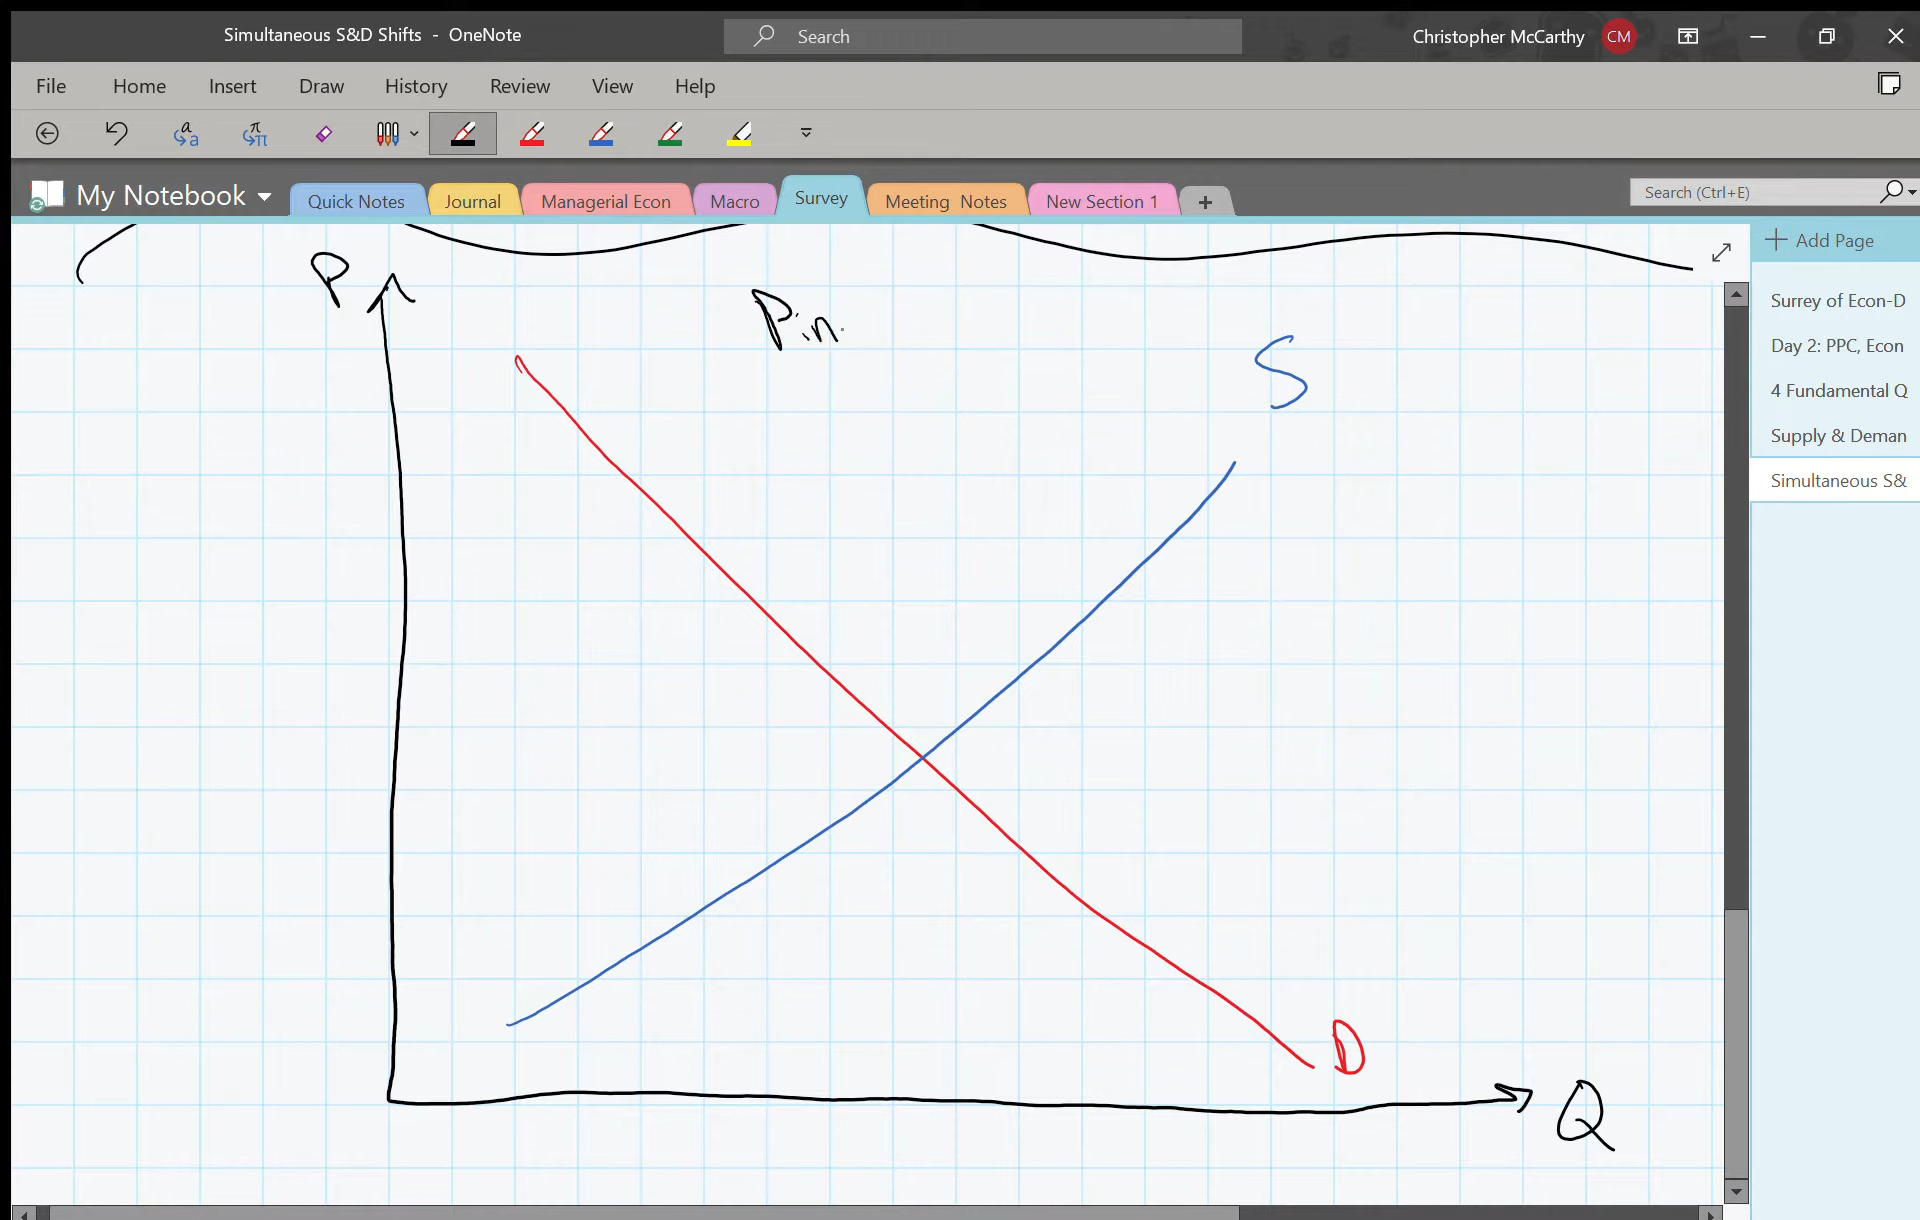 Simultaneous S&D Shifts - OneNote
Search
Christopher McCarthy CM
File Home Insert Draw History Review View Help
My Notebook Quick Notes Journal Managerial Econ Macro Survey Meeting Notes New Section 1 +
Search (Ctrl+E)
Add Page
Surrey of Econ-D
Day 2: PPC, Econ
4 Fundamental Q
Supply & Deman
Simultaneous S&
P
Pin
S
D
Q